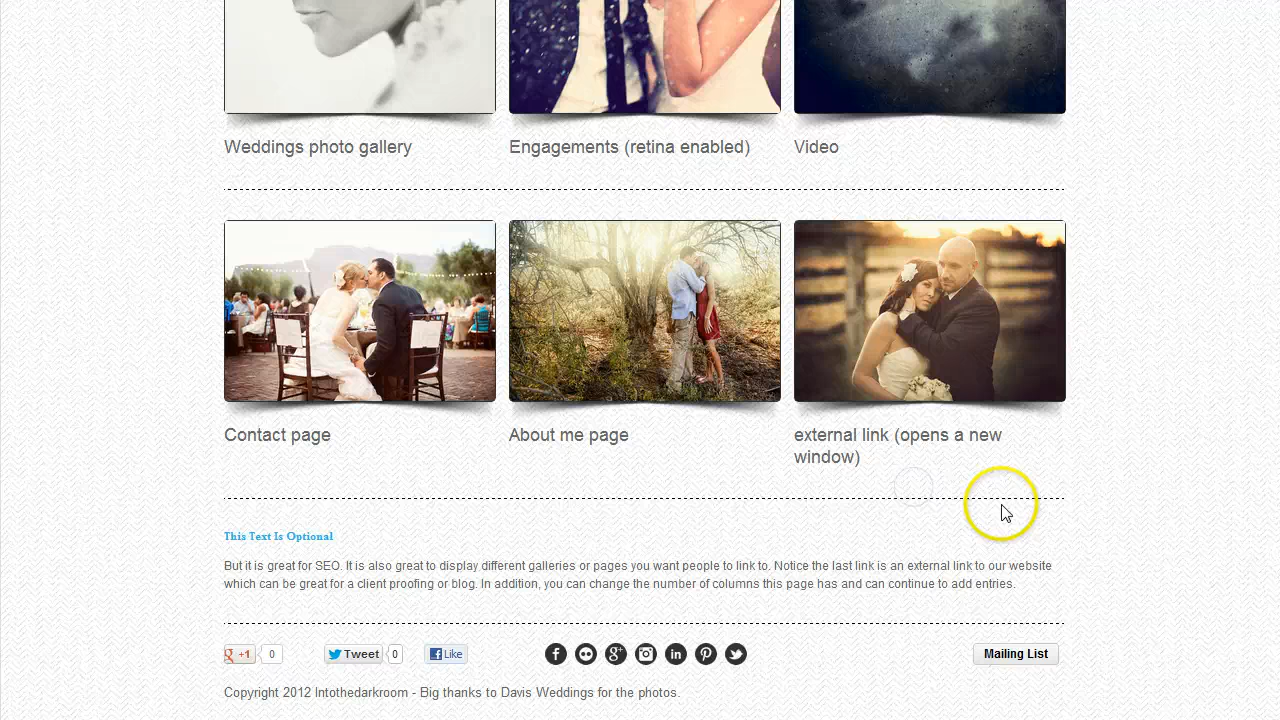 Weddings photo gallery
Engagements (retina enabled)
Video
Contact page
About me page
external link (opens a new
window)
This Text Is Optional
But it is great for SEO. It is also great to display different galleries or pages you want people to link to. Notice the last link is an external link to our website
which can be great for a client proofing or blog. In addition, you can change the number of columns this page has and can continue to add entries.
g +1 0 Tweet 0 f Like f g+ in Mailing List
Copyright 2012 Intothedarkroom - Big thanks to Davis Weddings for the photos.